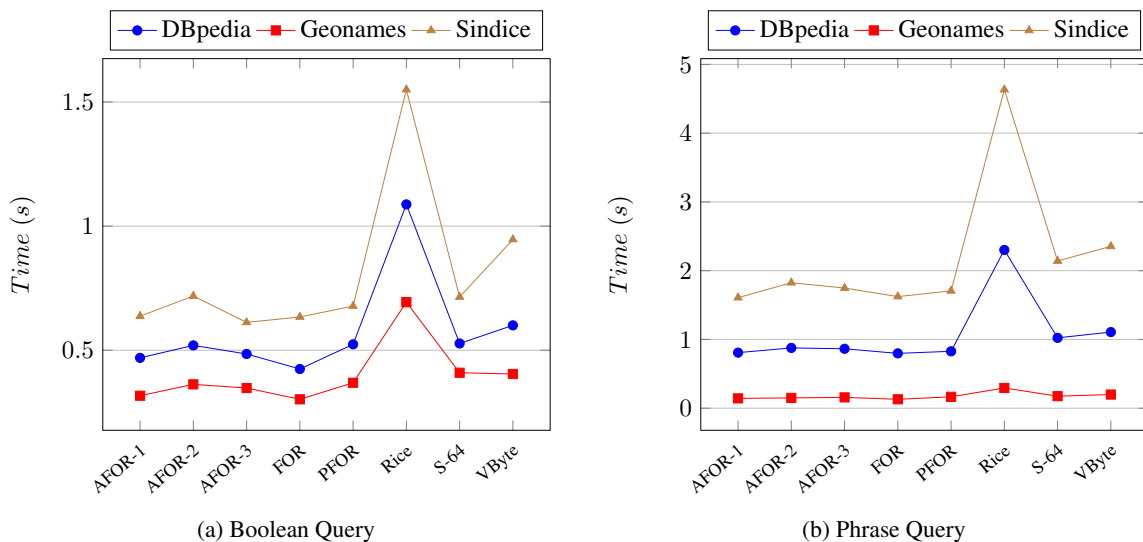 DBpedia Geonames Sindice
1.5
1
0.5
Time (s)
AFOR-1 AFOR-2 AFOR-3 FOR PFOR Rice S-64 VByte
(a) Boolean Query
DBpedia Geonames Sindice
5
4
3
2
1
0
Time (s)
AFOR-1 AFOR-2 AFOR-3 FOR PFOR Rice S-64 VByte
(b) Phrase Query